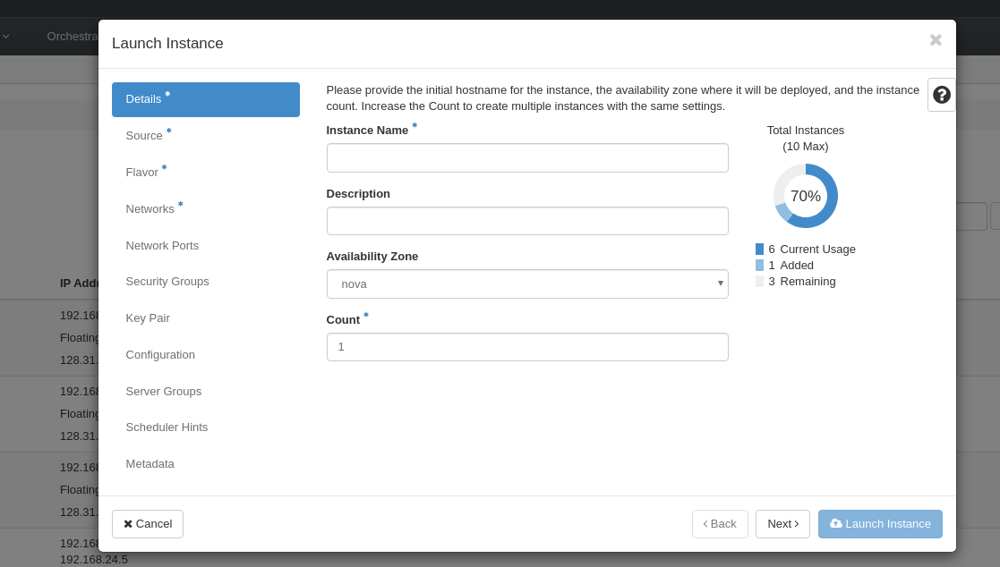 Launch Instance
Details *
Source *
Flavor *
Networks *
Network Ports
Security Groups
Key Pair
Configuration
Server Groups
Scheduler Hints
Metadata
Please provide the initial hostname for the instance, the availability zone where it will be deployed, and the instance
count. Increase the Count to create multiple instances with the same settings.
Instance Name *
Description
Availability Zone
nova
Count *
1
Total Instances
(10 Max)
70%
6 Current Usage
1 Added
3 Remaining
✖ Cancel
‹ Back
Next ›
Launch Instance
Orchestra
IP Addr
192.168
Floating
128.31.
192.168
Floating
128.31.
192.168
Floating
128.31.
192.168
192.168.24.5